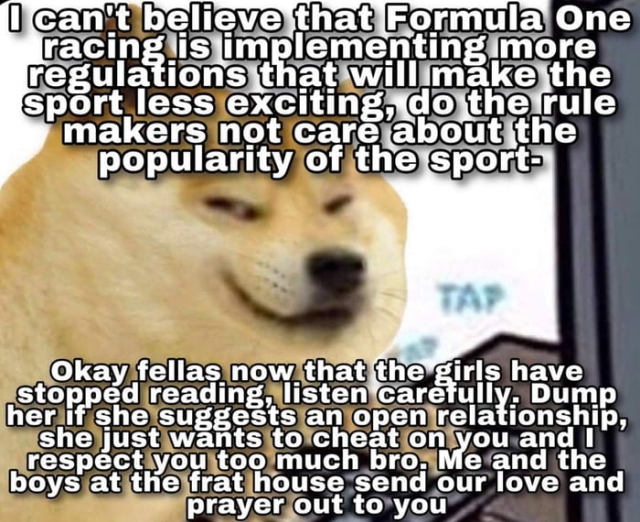 I can't believe that Formula One
racing is implementing more
regulations that will make the
sport less exciting, do the rule
makers not care about the
popularity of the sport-
TAP
TAP
Okay fellas now that the girls have
stopped reading, listen carefully. Dump
her if she suggests an open relationship,
she just wants to cheat on you and I
respect you too much bro. Me and the
boys at the frat house send our love and
prayer out to you